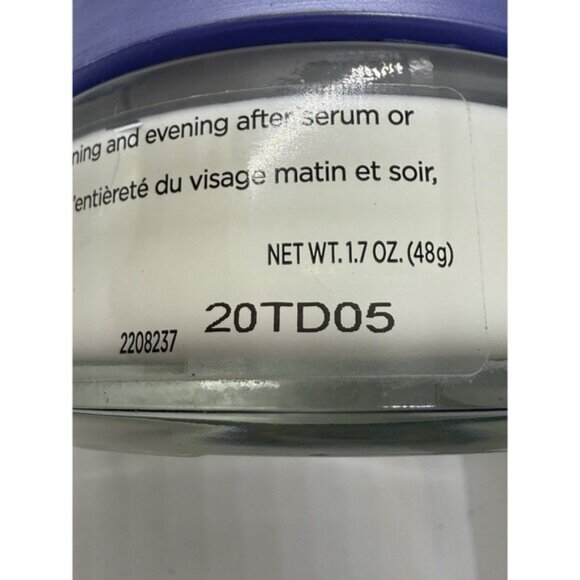 ning and evening after serum or
'entièreté du visage matin et soir,
NET WT. 1.7 OZ. (48g)
2208237 20TD05